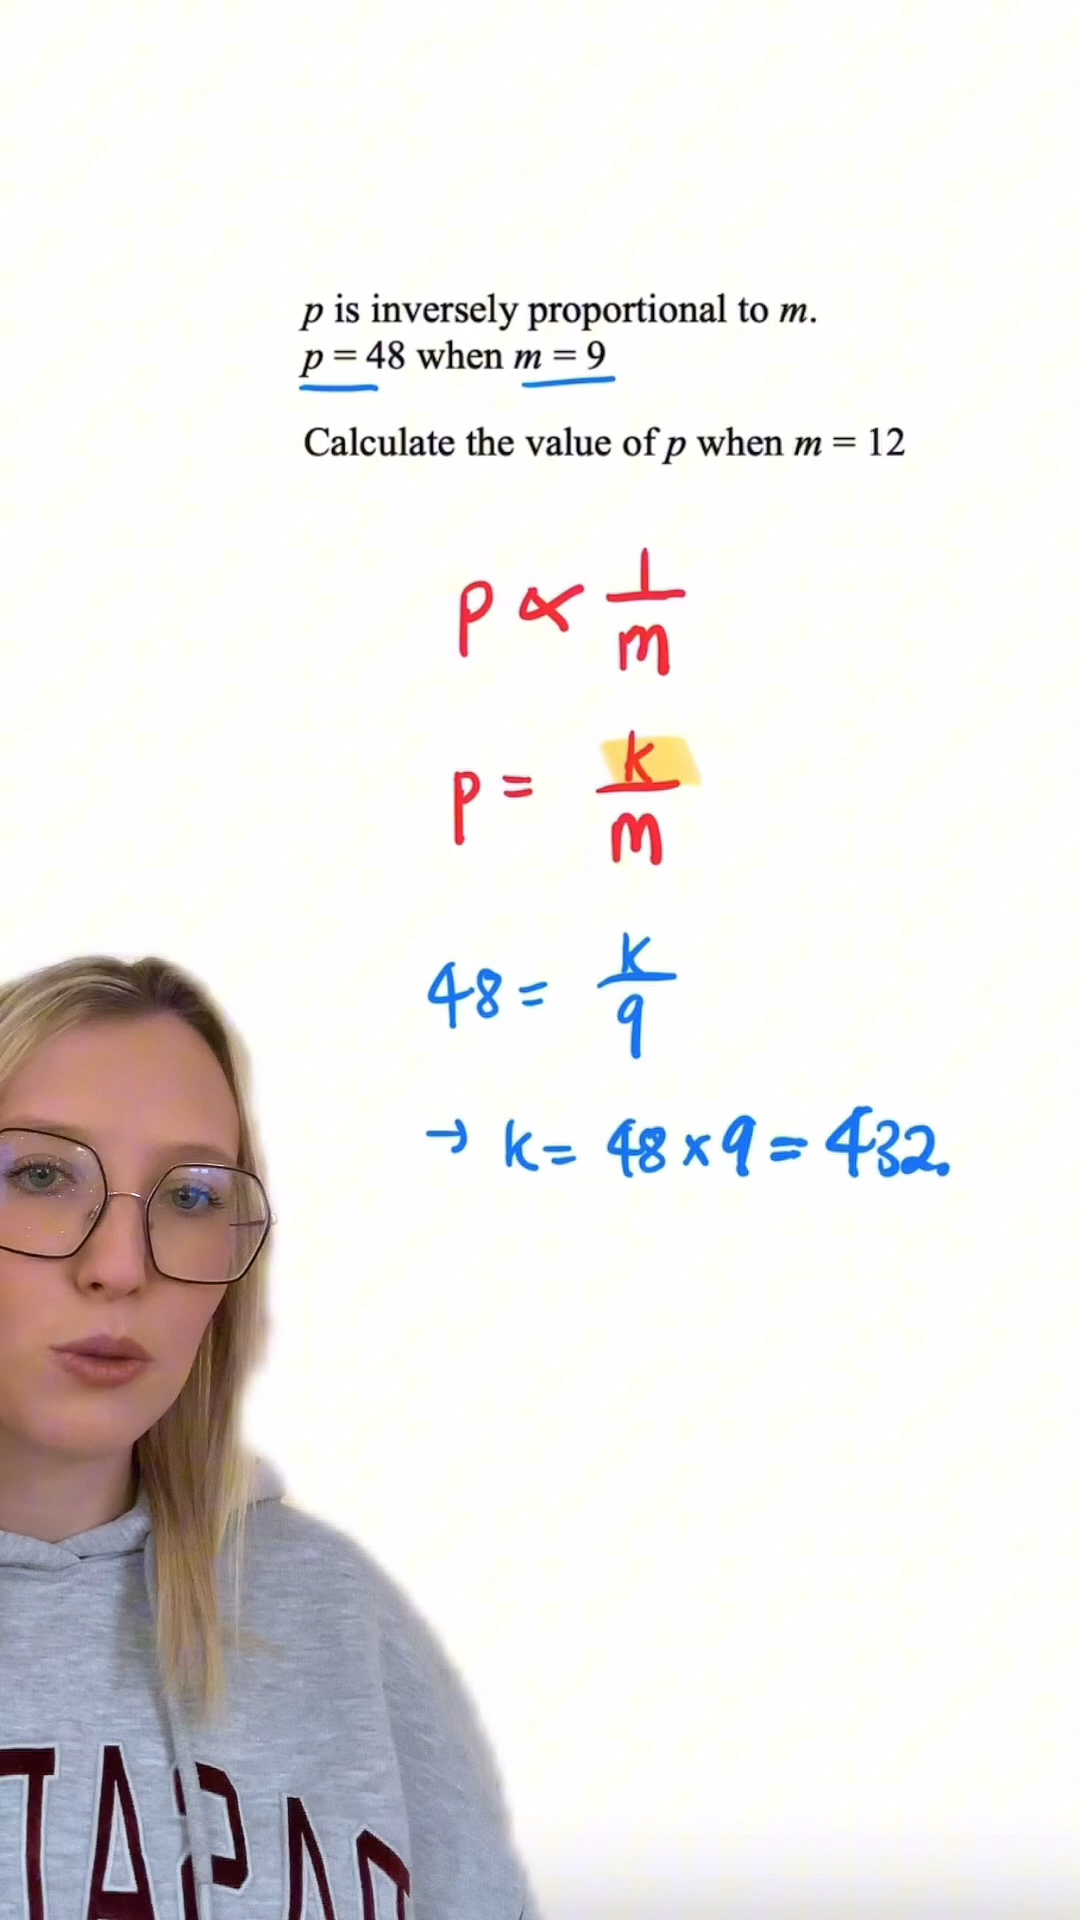 p is inversely proportional to m.
p = 48 when m = 9
Calculate the value of p when m = 12
p ∝ 1/m
p = k/m
48 = k/9
→ k = 48 × 9 = 432.